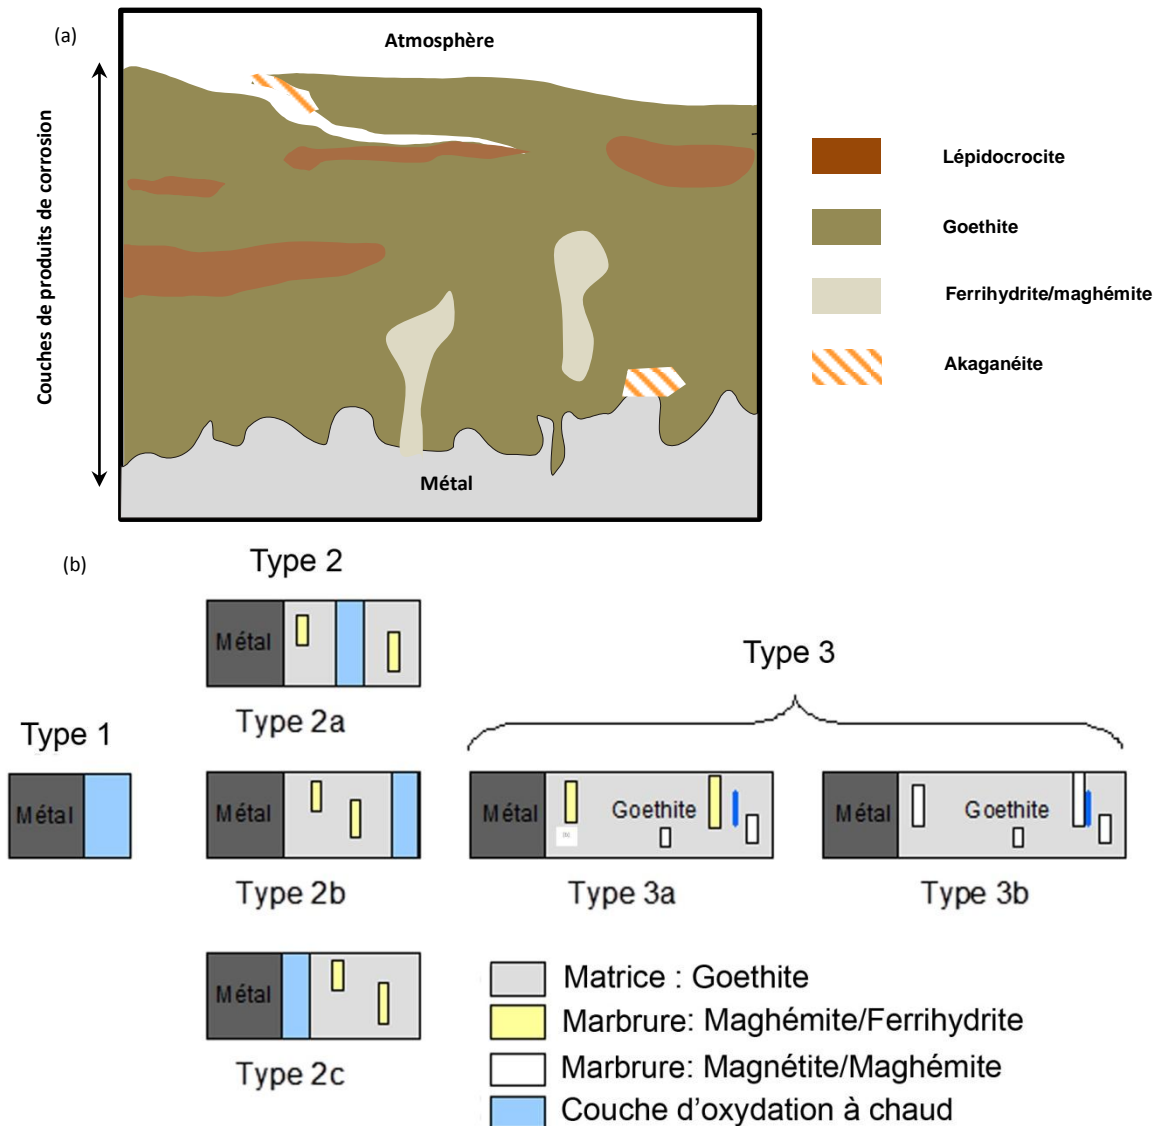 (a)
Atmosphère
Couches de produits de corrosion
Métal
Lépidocrocite
Goethite
Ferrihydrite/maghémite
Akaganéite
(b)
Type 2
Métal
Type 2a
Type 1
Métal
Métal
Type 2b
Type 3
Métal
Goethite
Type 3a
Métal
Goethite
Type 3b
Métal
Type 2c
Matrice : Goethite
Marbrure: Maghémite/Ferrihydrite
Marbrure: Magnétite/Maghémite
Couche d'oxydation à chaud